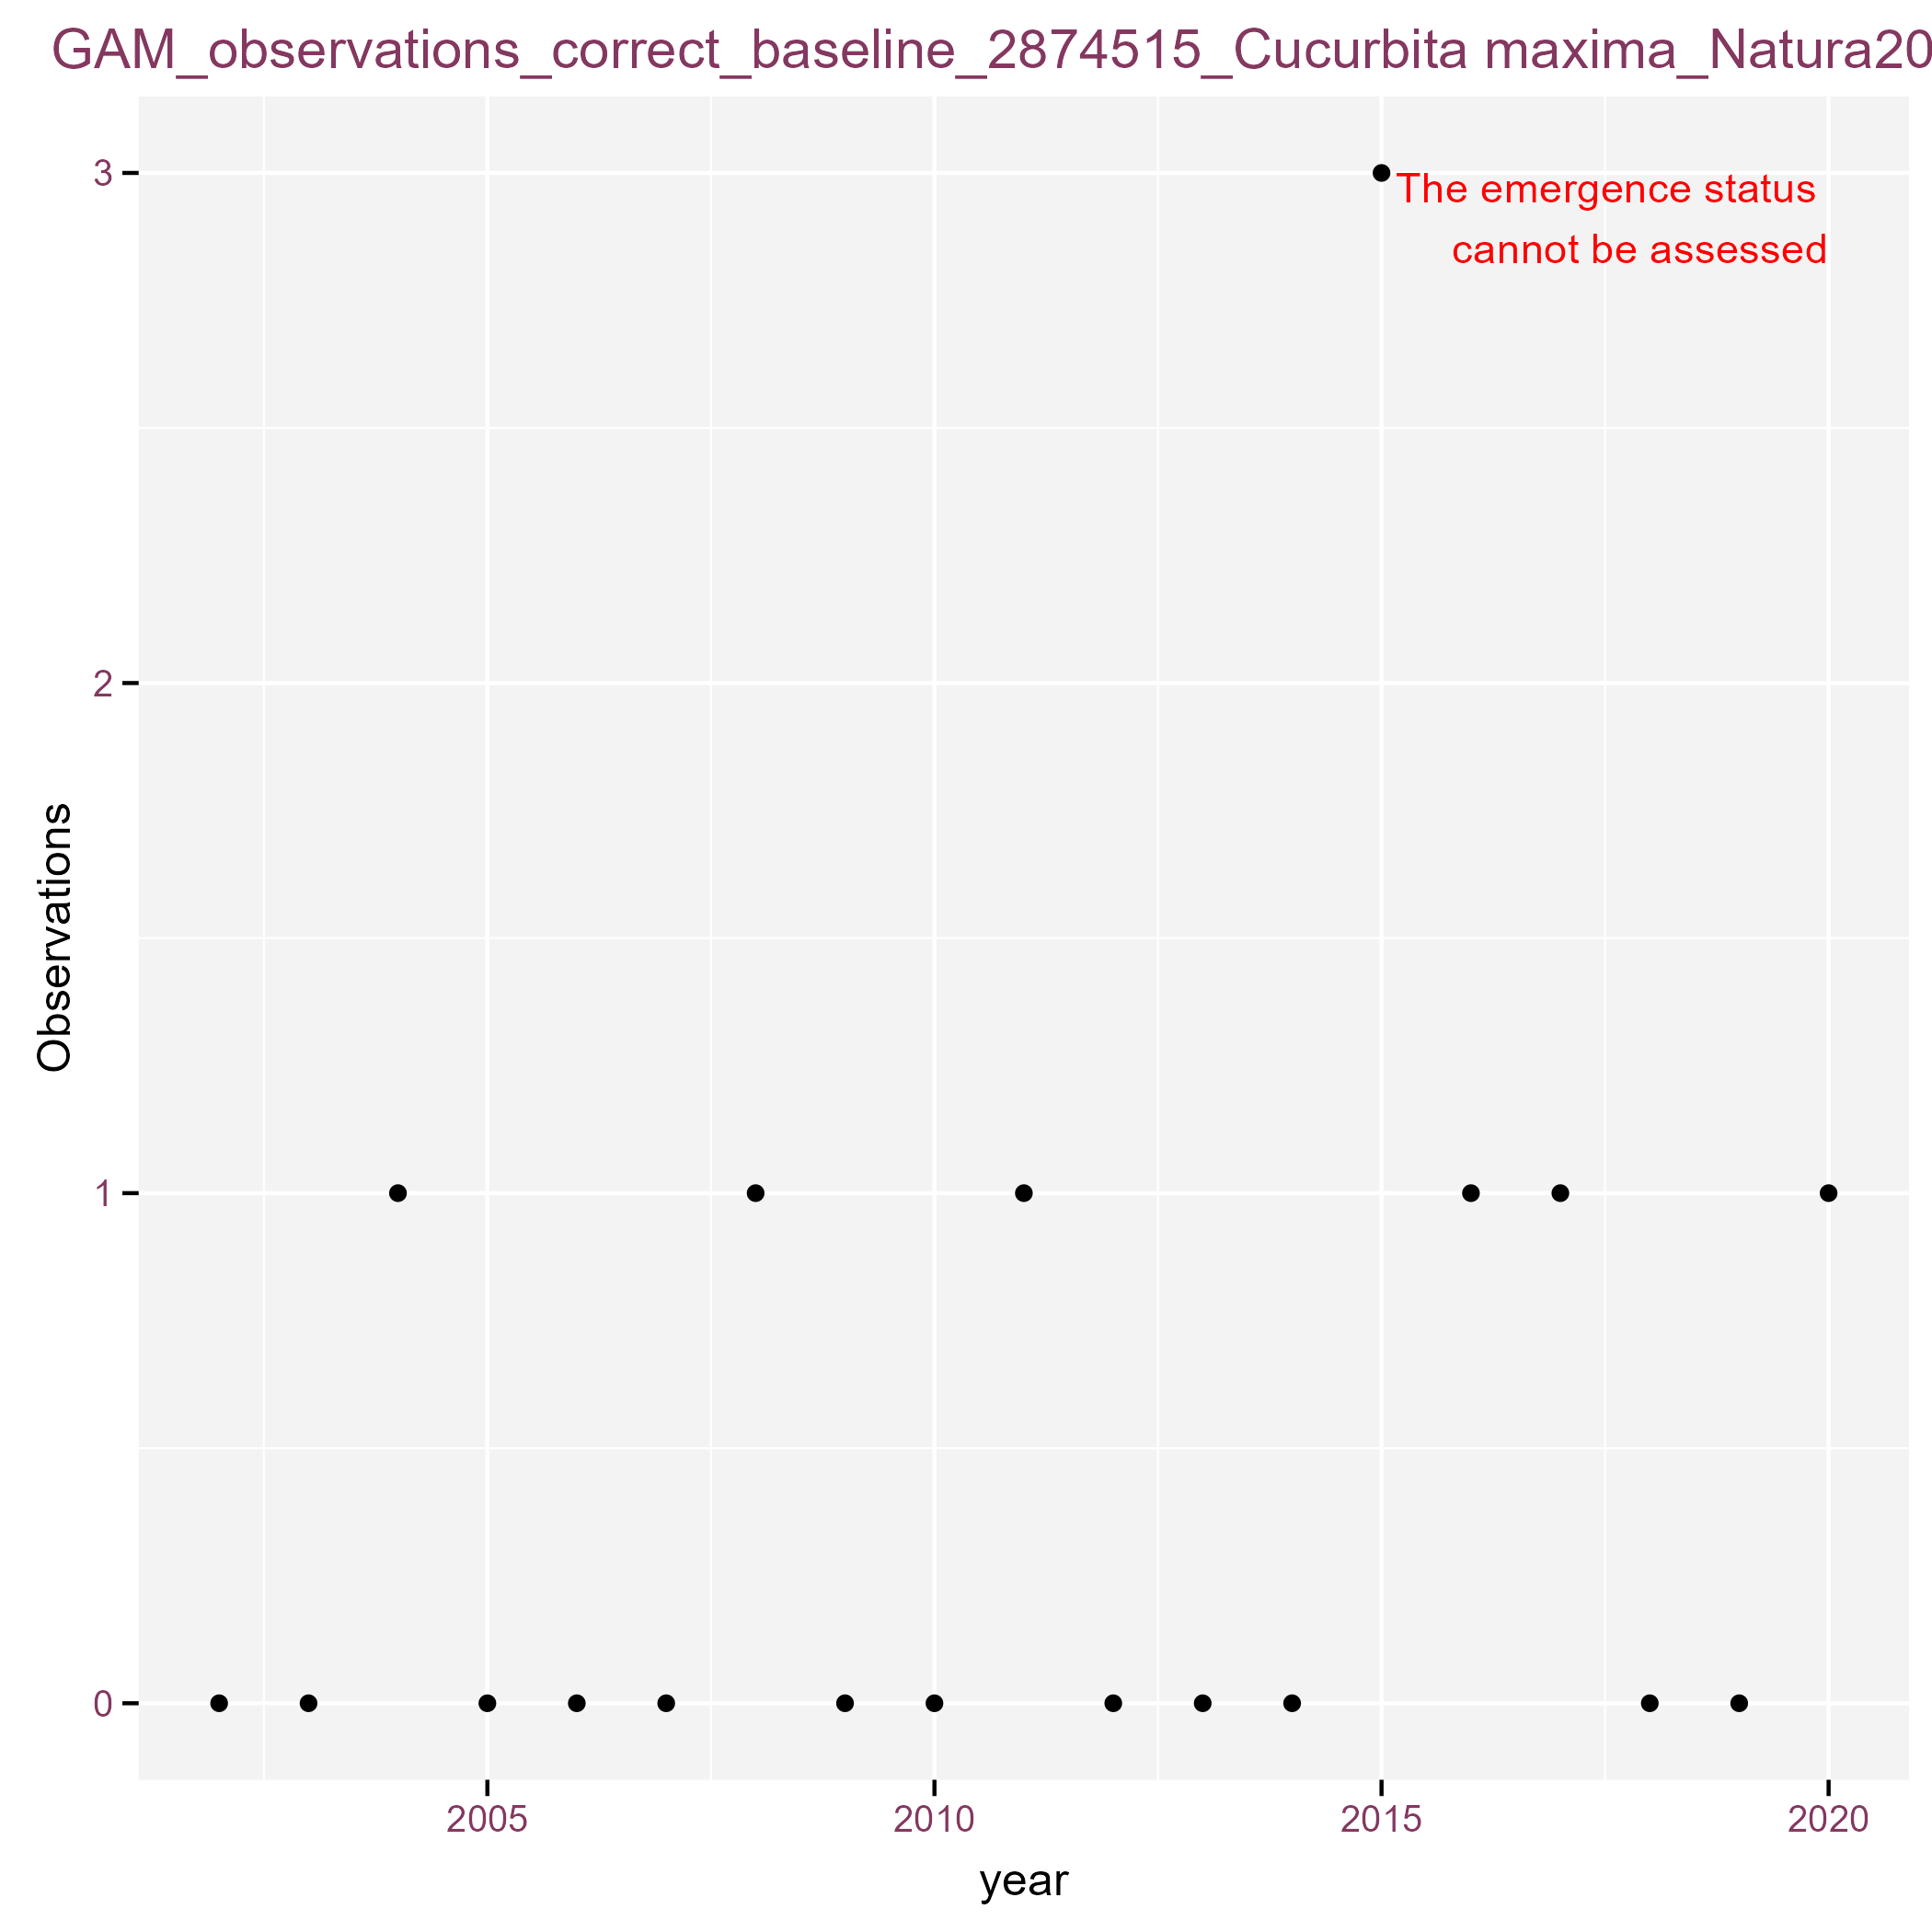 GAM_observations_correct_baseline_2874515_Cucurbita maxima_Natura20
3
The emergence status
cannot be assessed
2
Observations
1
0
2005 2010 2015 2020
year